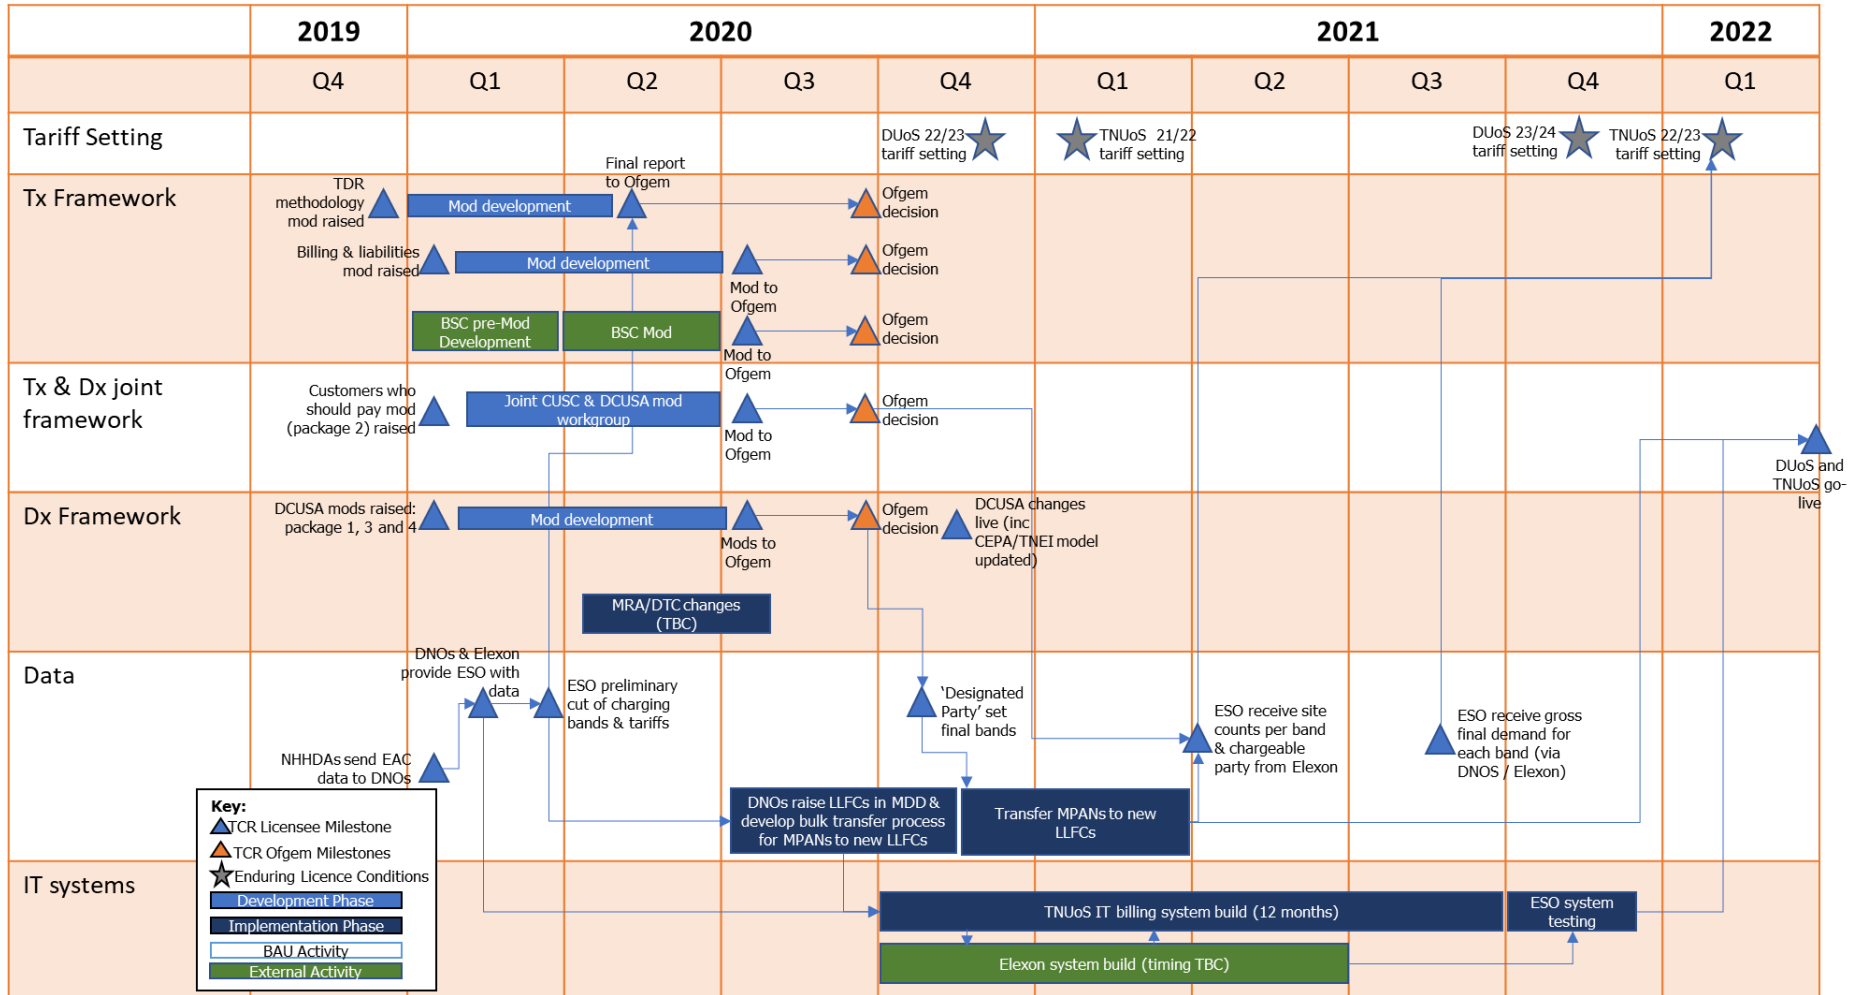 2019
2020
2021
2022
Q4
Q1
Q2
Q3
Q4
Q1
Q2
Q3
Q4
Q1
Tariff Setting
DUoS 22/23
tariff setting
TNUoS 21/22
tariff setting
DUoS 23/24
tariff setting
TNUoS 22/23
tariff setting
Tx Framework
TDR
methodology
mod raised
Mod development
Final report
to Ofgem
Ofgem
decision
Billing & liabilities
mod raised
Mod development
Mod to
Ofgem
Ofgem
decision
BSC pre-Mod
Development
BSC Mod
Mod to
Ofgem
Ofgem
decision
Tx & Dx joint
framework
Customers who
should pay mod
(package 2) raised
Joint CUSC & DCUSA mod
workgroup
Mod to
Ofgem
Ofgem
decision
DUoS and
TNUoS go-
live
Dx Framework
DCUSA mods raised:
package 1, 3 and 4
Mod development
Mods to
Ofgem
Ofgem
decision
DCUSA changes
live (inc
CEPA/TNEI model
updated)
MRA/DTC changes
(TBC)
Data
DNOs & Elexon
provide ESO with
data
ESO preliminary
cut of charging
bands & tariffs
NHHDAs send EAC
data to DNOs
‘Designated
Party’ set
final bands
ESO receive site
counts per band
& chargeable
party from Elexon
ESO receive gross
final demand for
each band (via
DNOS / Elexon)
DNOs raise LLFCs in MDD &
develop bulk transfer process
for MPANs to new LLFCs
Transfer MPANs to new
LLFCs
IT systems
TNUoS IT billing system build (12 months)
ESO system
testing
Elexon system build (timing TBC)
Key:
TCR Licensee Milestone
TCR Ofgem Milestones
Enduring Licence Conditions
Development Phase
Implementation Phase
BAU Activity
External Activity